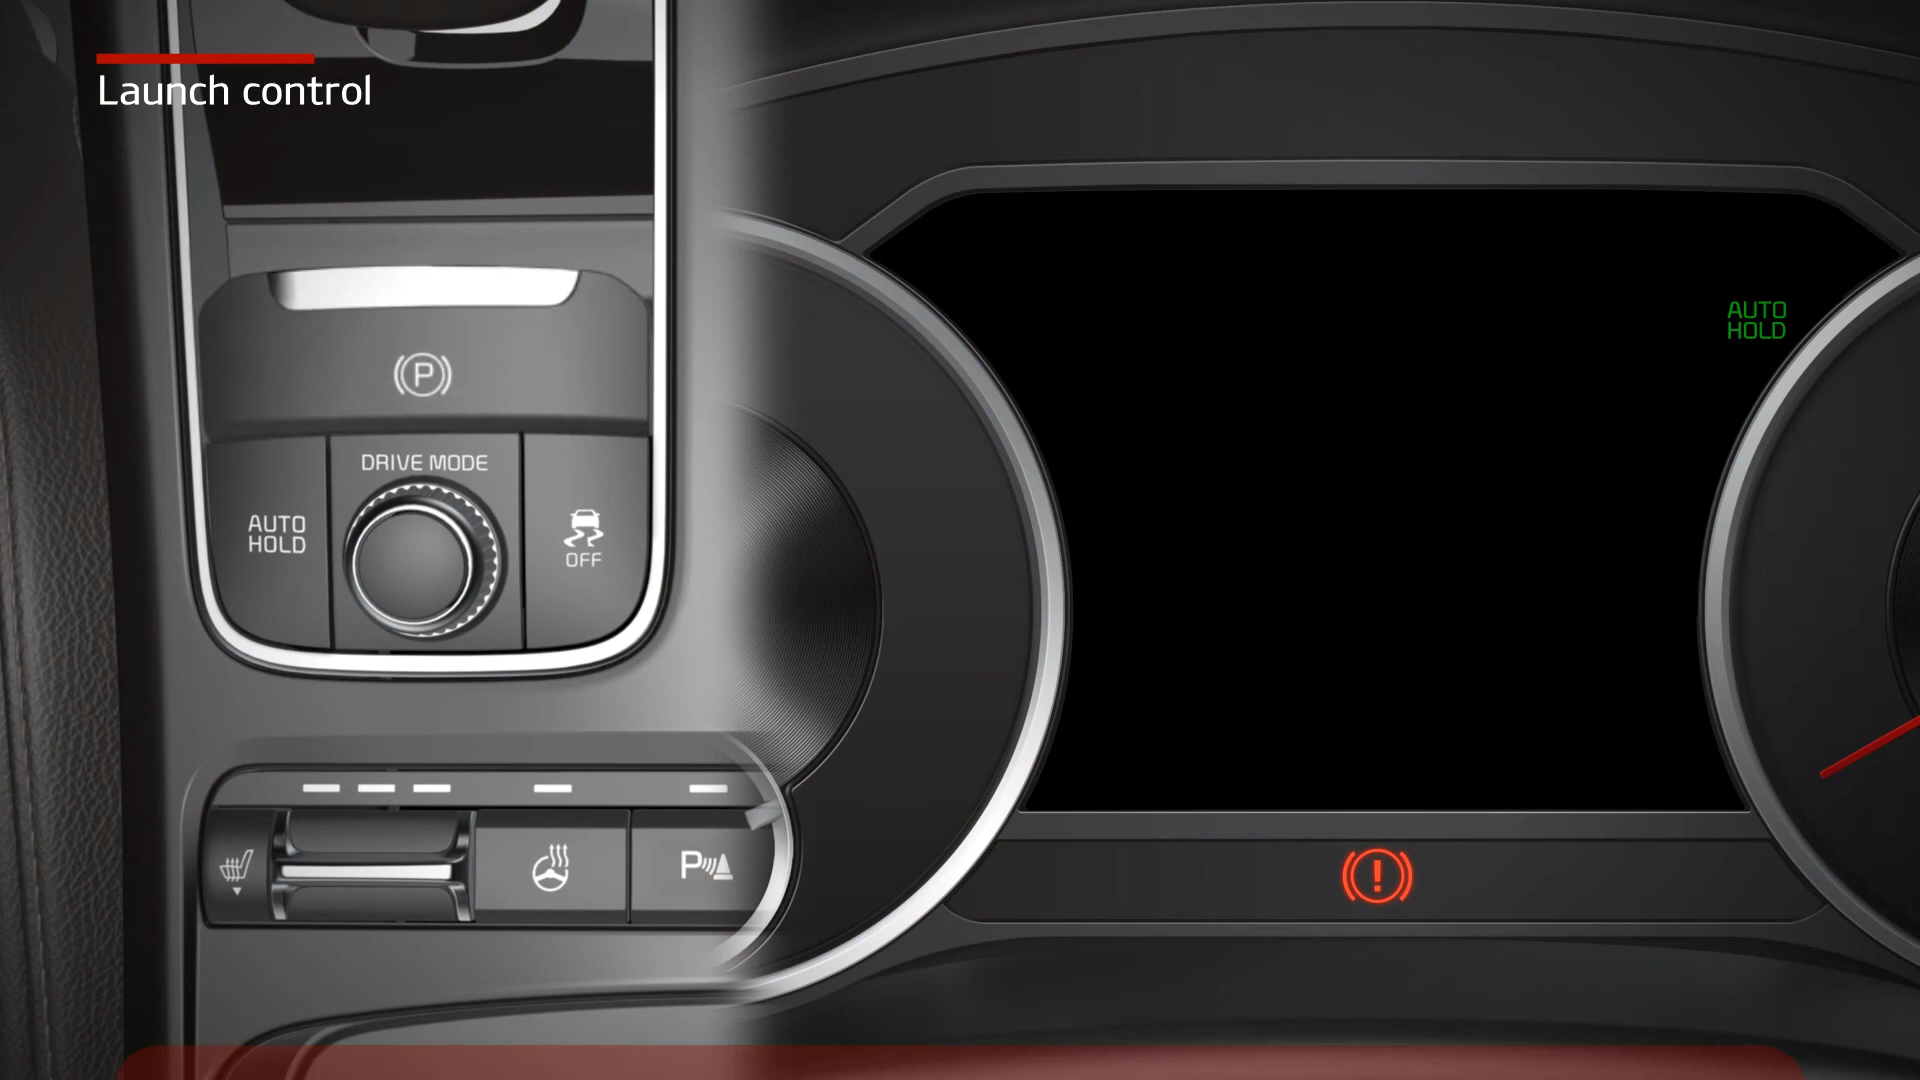 Launch control
P
DRIVE MODE
AUTO
HOLD
OFF
P
AUTO
HOLD
!